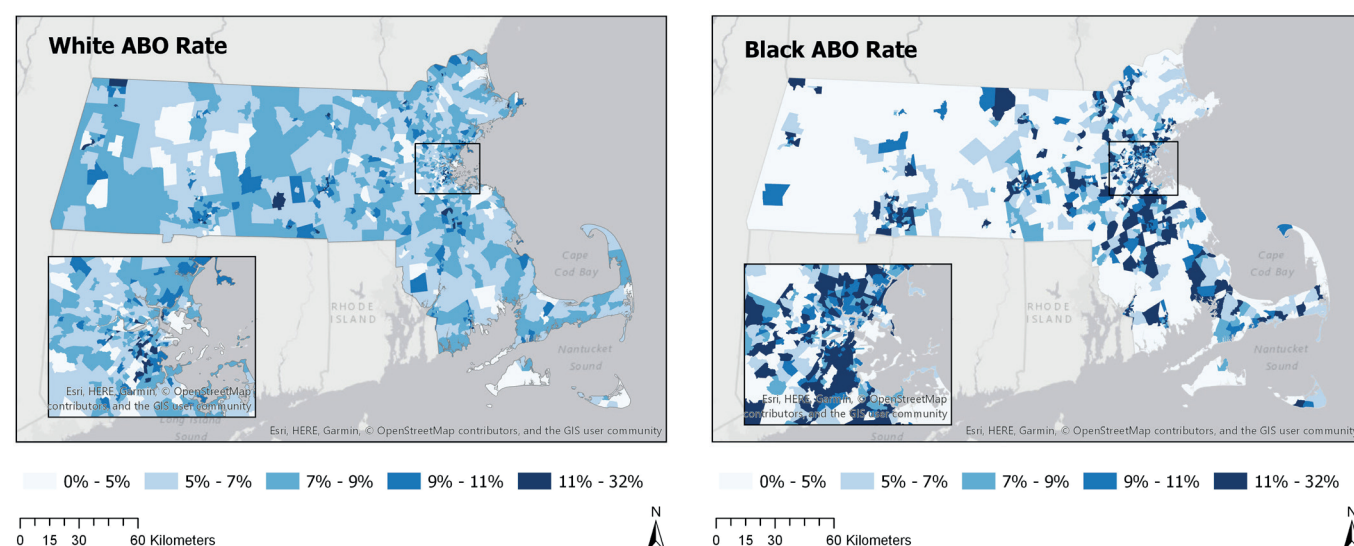 White ABO Rate
Cape
Cod Bay
RHODE
ISLAND
Nantucket
Sound
Esri, HERE, Garmin, © OpenStreetMap
contributors, and the GIS user community
Long Island
Sound
Esri, HERE, Garmin, © OpenStreetMap contributors, and the GIS user community
0% - 5% 5% - 7% 7% - 9% 9% - 11% 11% - 32%
N
0 15 30 60 Kilometers
Black ABO Rate
Cape
Cod Bay
RHODE
ISLAND
Nantucket
Sound
Esri, HERE, Garmin, © OpenStreetMap
contributors, and the GIS user community
Sound
Esri, HERE, Garmin, © OpenStreetMap contributors, and the GIS user community
0% - 5% 5% - 7% 7% - 9% 9% - 11% 11% - 32%
N
0 15 30 60 Kilometers